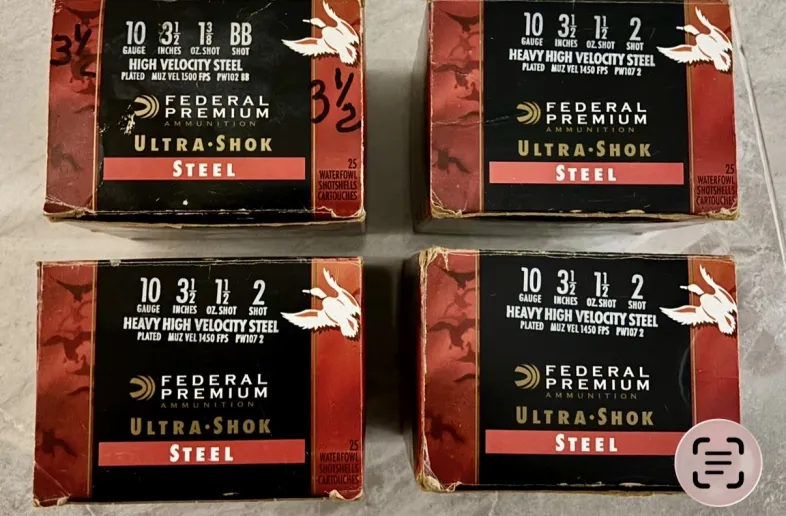 10 3½ 1⅜ BB
GAUGE INCHES OZ. SHOT SHOT
HIGH VELOCITY STEEL
PLATED MUZ VEL 1500 FPS PW102 BB
3½
3½
FEDERAL
PREMIUM
AMMUNITION
ULTRA•SHOK
STEEL
25
WATERFOWL
SHOTSHELLS
CARTOUCHES
10 3½ 1½ 2
GAUGE INCHES OZ. SHOT SHOT
HEAVY HIGH VELOCITY STEEL
PLATED MUZ VEL 1450 FPS PW107 2
FEDERAL
PREMIUM
AMMUNITION
ULTRA•SHOK
STEEL
25
WATERFOWL
SHOTSHELLS
CARTOUCHES
10 3½ 1½ 2
GAUGE INCHES OZ. SHOT SHOT
HEAVY HIGH VELOCITY STEEL
PLATED MUZ VEL 1450 FPS PW107 2
FEDERAL
PREMIUM
AMMUNITION
ULTRA•SHOK
STEEL
25
WATERFOWL
SHOTSHELLS
CARTOUCHES
10 3½ 1½ 2
GAUGE INCHES OZ. SHOT SHOT
HEAVY HIGH VELOCITY STEEL
PLATED MUZ VEL 1450 FPS PW107 2
FEDERAL
PREMIUM
AMMUNITION
ULTRA•SHOK
STEEL